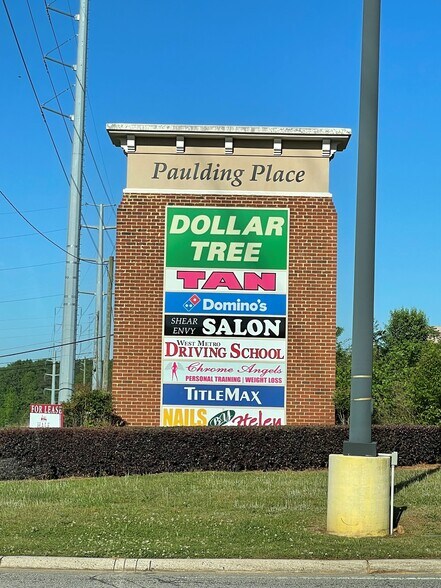 Paulding Place
DOLLAR
TREE
TAN
Domino's
SHEAR
ENVY SALON
WEST METRO
DRIVING SCHOOL
Chrome Angels
PERSONAL TRAINING | WEIGHT LOSS
TITLEMAX
NAILS Helen
FOR LEASE